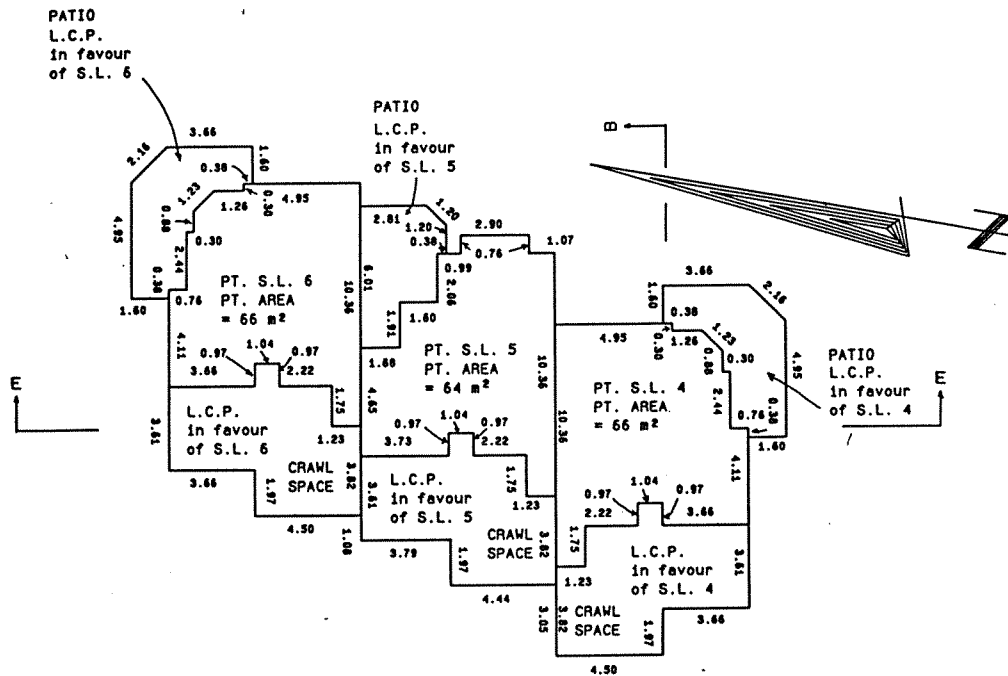 PATIO
L.C.P.
in favour
of S.L. 6
3.66
2.16
1.60
0.38
1.23
1.26
0.30
4.95
0.88
4.95
0.30
2.44
0.38
1.60
0.76
PT. S.L. 6
PT. AREA
= 66 m²
4.11
0.97
1.04
0.97
3.66
2.22
1.75
1.23
3.61
L.C.P.
in favour
of S.L. 6
CRAWL
SPACE
3.82
3.66
1.97
4.50
1.08
E
PATIO
L.C.P.
in favour
of S.L. 5
2.81
1.20
1.20
0.38
2.90
0.76
1.07
0.99
6.01
10.36
2.06
1.60
1.91
1.68
PT. S.L. 5
PT. AREA
= 64 m²
4.65
10.36
0.97
1.04
0.97
3.73
2.22
1.75
1.23
3.61
L.C.P.
in favour
of S.L. 5
CRAWL
SPACE
3.82
3.79
1.97
4.44
3.05
B
3.66
2.16
1.60
0.38
1.23
4.95
0.30
1.26
0.88
0.30
4.95
2.44
0.76
0.38
1.60
PATIO
L.C.P.
in favour
of S.L. 4
E
PT. S.L. 4
PT. AREA
= 66 m²
10.36
4.11
1.04
0.97
0.97
2.22
3.66
1.75
1.23
L.C.P.
in favour
of S.L. 4
3.61
3.82
CRAWL
SPACE
1.97
3.66
4.50
Z